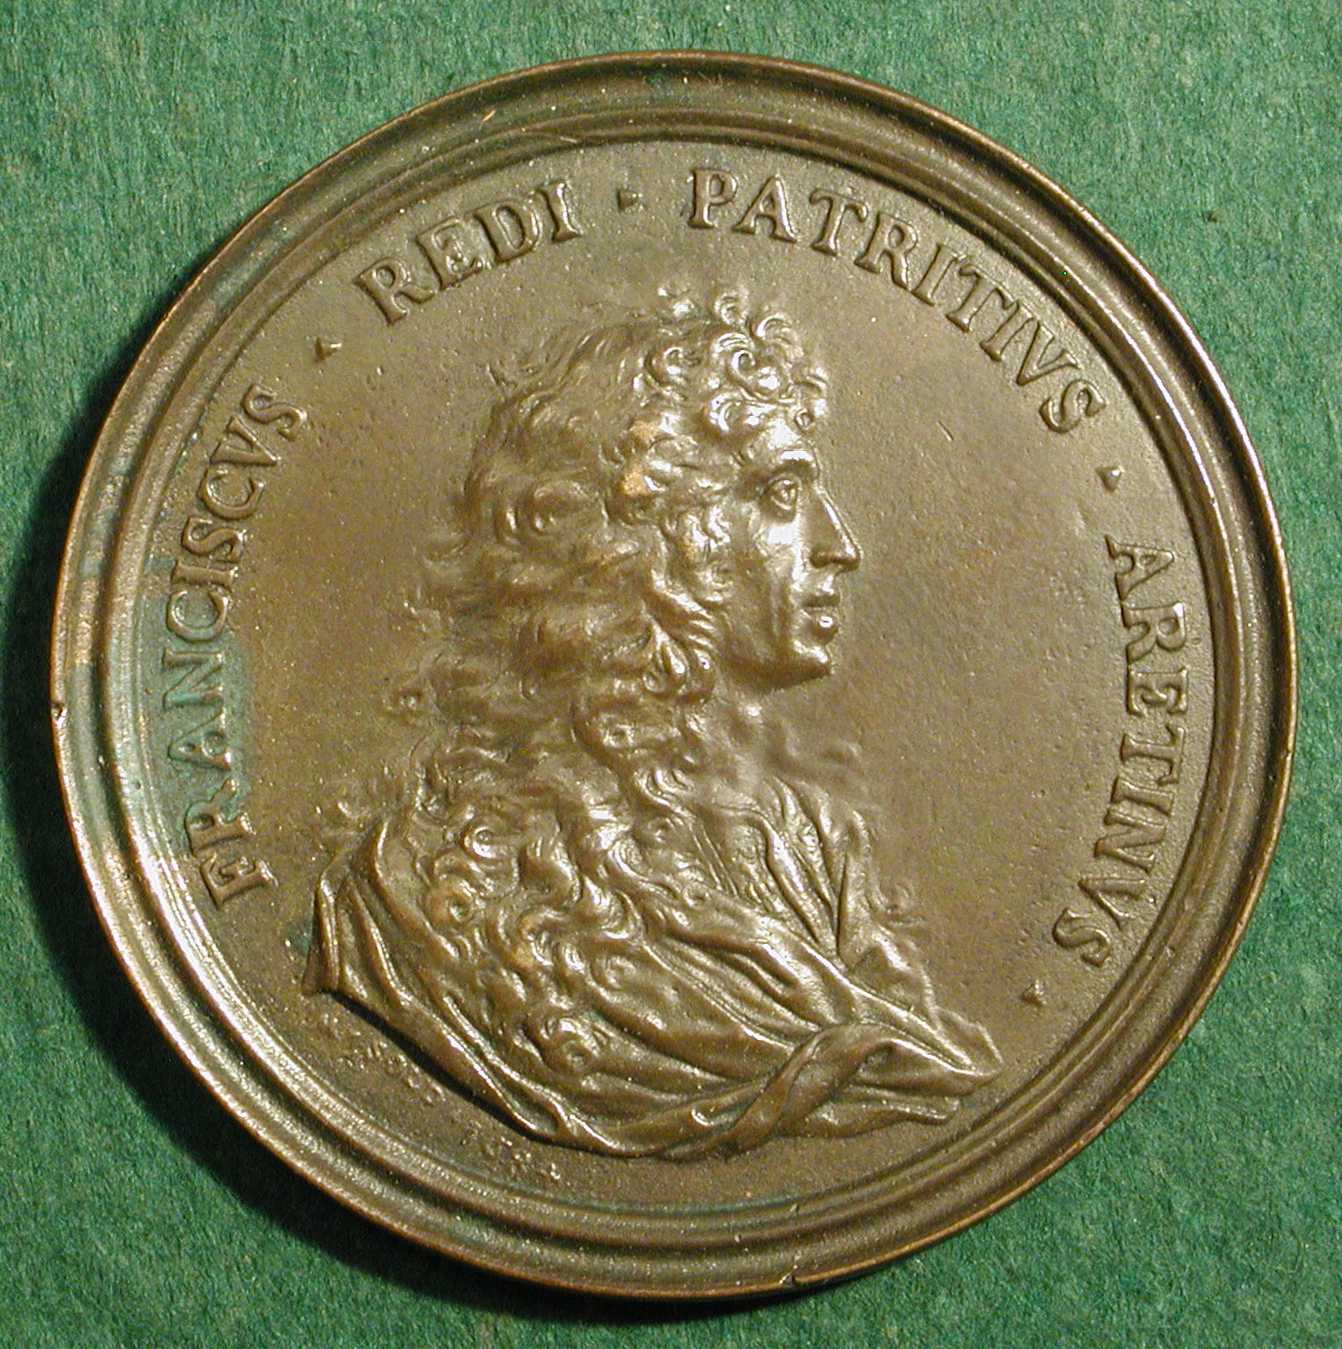 FRANCISCVS · REDI · PATRITIVS · ARETINVS ·